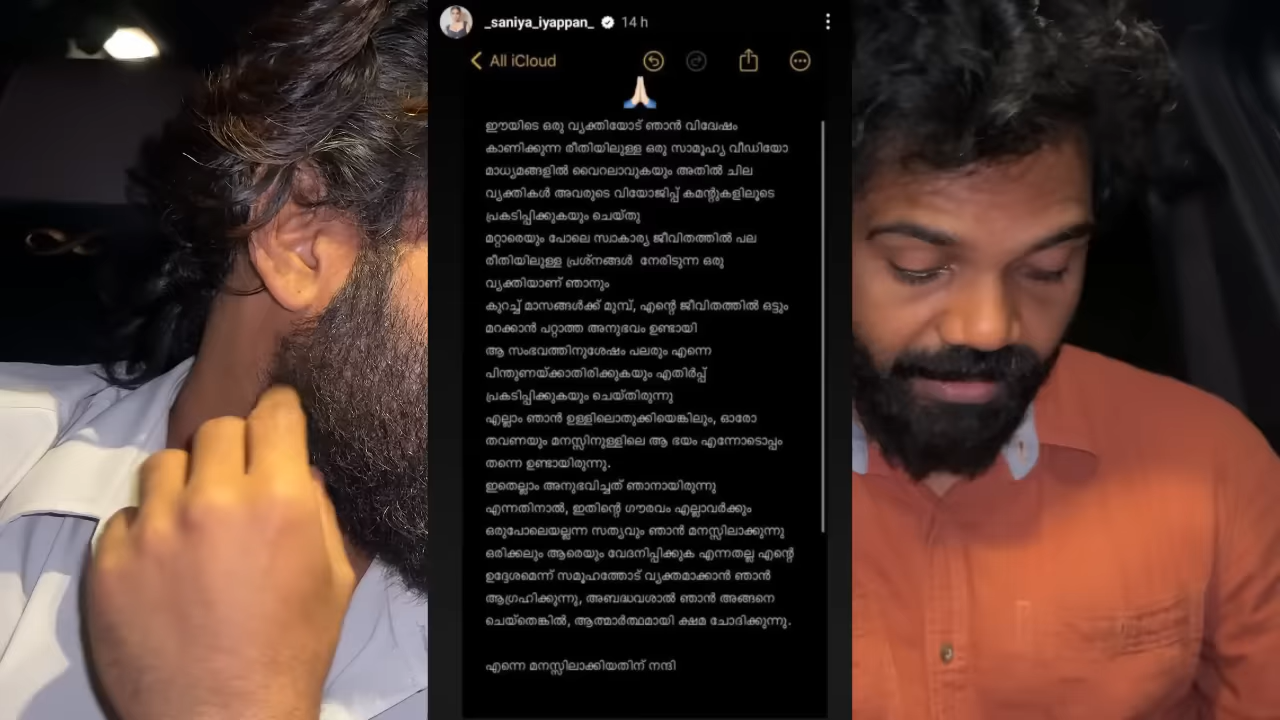 _saniya_iyappan_ 14 h
All iCloud
ഈയിടെ ഒരു വ്യക്തിയോട് ഞാൻ വിദ്വേഷം
കാണിക്കുന്ന രീതിയിലുള്ള ഒരു സാമൂഹ്യ വീഡിയോ
മാധ്യമങ്ങളിൽ വൈറലാവുകയും അതിൽ ചില
വ്യക്തികൾ അവരുടെ വിയോജിപ്പ് കമന്റുകളിലൂടെ
പ്രകടിപ്പിക്കുകയും ചെയ്തു
മറ്റാരെയും പോലെ സ്വകാര്യ ജീവിതത്തിൽ പല
രീതിയിലുള്ള പ്രശ്നങ്ങൾ നേരിടുന്ന ഒരു
വ്യക്തിയാണ് ഞാനും
കുറച്ച് മാസങ്ങൾക്ക് മുമ്പ്, എന്റെ ജീവിതത്തിൽ ഒട്ടും
മറക്കാൻ പറ്റാത്ത അനുഭവം ഉണ്ടായി
ആ സംഭവത്തിനുശേഷം പലരും എന്നെ
പിന്തുണയ്ക്കാതിരിക്കുകയും എതിർപ്പ്
പ്രകടിപ്പിക്കുകയും ചെയ്തിരുന്നു
എല്ലാം ഞാൻ ഉള്ളിലൊതുക്കിയെങ്കിലും, ഓരോ
തവണയും മനസ്സിനുള്ളിലെ ആ ഭയം എന്നോടൊപ്പം
തന്നെ ഉണ്ടായിരുന്നു.
ഇതെല്ലാം അനുഭവിച്ചത് ഞാനായിരുന്നു
എന്നതിനാൽ, ഇതിന്റെ ഗൗരവം എല്ലാവർക്കും
ഒരുപോലെയല്ലന്ന സത്യവും ഞാൻ മനസ്സിലാക്കുന്നു
ഒരിക്കലും ആരെയും വേദനിപ്പിക്കുക എന്നതല്ല എന്റെ
ഉദ്ദേശമെന്ന് സമൂഹത്തോട് വ്യക്തമാക്കാൻ ഞാൻ
ആഗ്രഹിക്കുന്നു, അബദ്ധവശാൽ ഞാൻ അങ്ങനെ
ചെയ്തെങ്കിൽ, ആത്മാർത്ഥമായി ക്ഷമ ചോദിക്കുന്നു.
എന്നെ മനസ്സിലാക്കിയതിന് നന്ദി